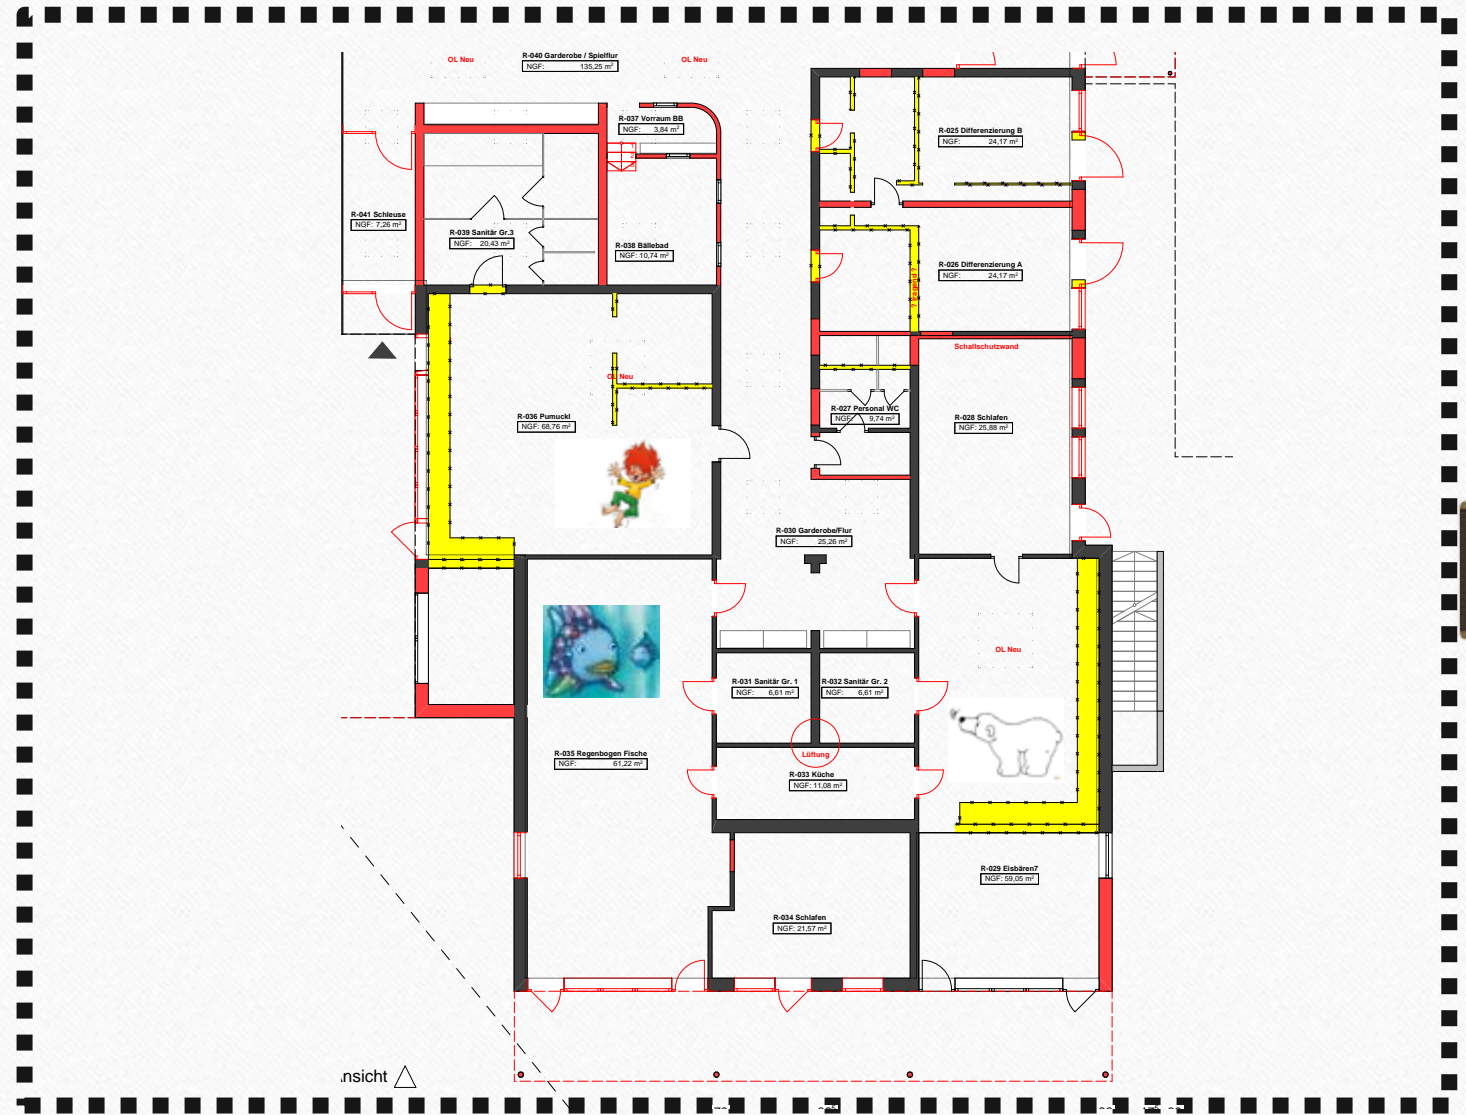 R-040 Garderobe / Spielflur
NGF: 135,25 m²
OL Neu
OL Neu
R-037 Vorraum BB
NGF: 3,84 m²
R-025 Differenzierung B
NGF: 24,17 m²
R-041 Schleuse
NGF: 7,26 m²
R-039 Sanitär Gr.3
NGF: 20,43 m²
R-038 Bällebad
NGF: 10,74 m²
R-026 Differenzierung A
NGF: 24,17 m²
? tragend ?
Schallschutzwand
OL Neu
R-036 Pumuckl
NGF: 68,76 m²
R-027 Personal WC
NGF: 9,74 m²
R-028 Schlafen
NGF: 25,88 m²
R-030 Garderobe/Flur
NGF: 25,26 m²
OL Neu
R-031 Sanitär Gr. 1
NGF: 6,61 m²
R-032 Sanitär Gr. 2
NGF: 6,61 m²
R-035 Regenbogen Fische
NGF: 61,22 m²
Lüftung
R-033 Küche
NGF: 11,08 m²
R-029 Eisbären7
NGF: 59,05 m²
R-034 Schlafen
NGF: 21,57 m²
nsicht